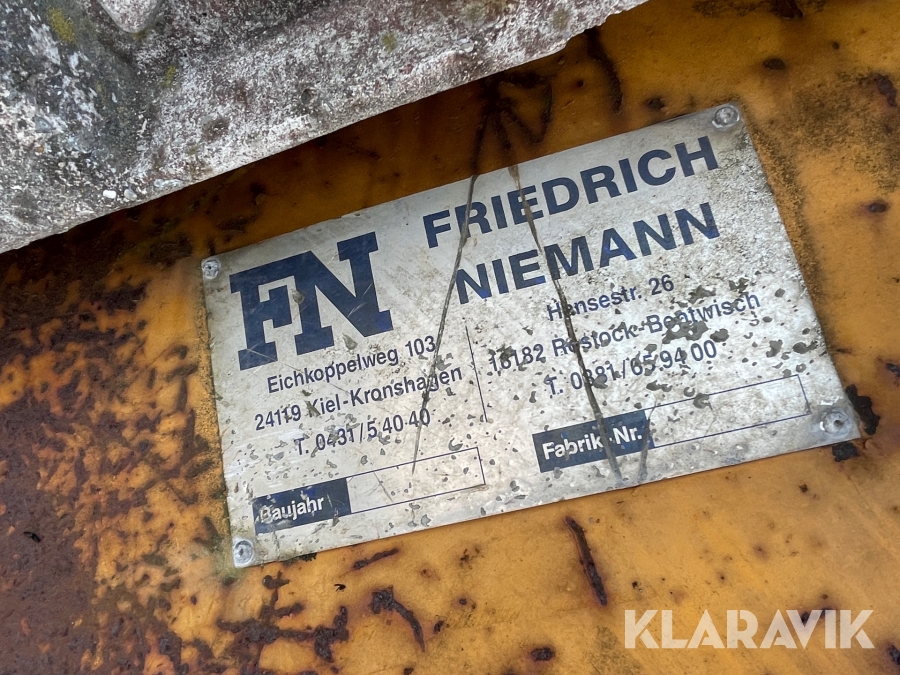 FN
FRIEDRICH
NIEMANN
Eichkoppelweg 103
24119 Kiel-Kronshagen
T. 0431/5 40 40
Hansestr. 26
18182 Rostock-Bentwisch
T. 0381/65 94 00
Baujahr
Fabrik-Nr.
KLARAVIK